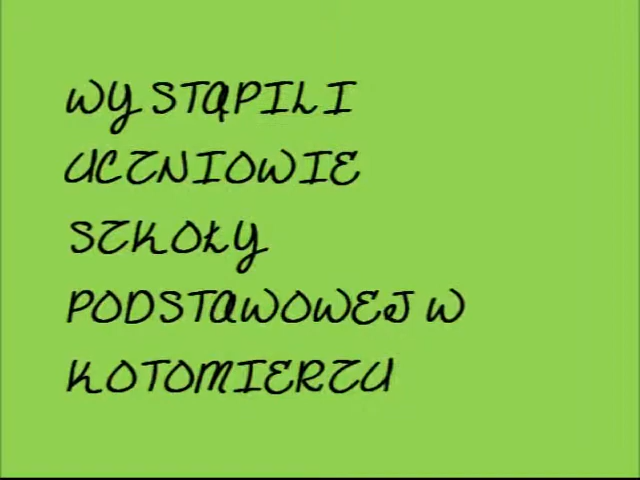 WYSTĄPILI
UCZNIOWIE
SZKOŁY
PODSTAWOWEJ W
KOTOMIERZU